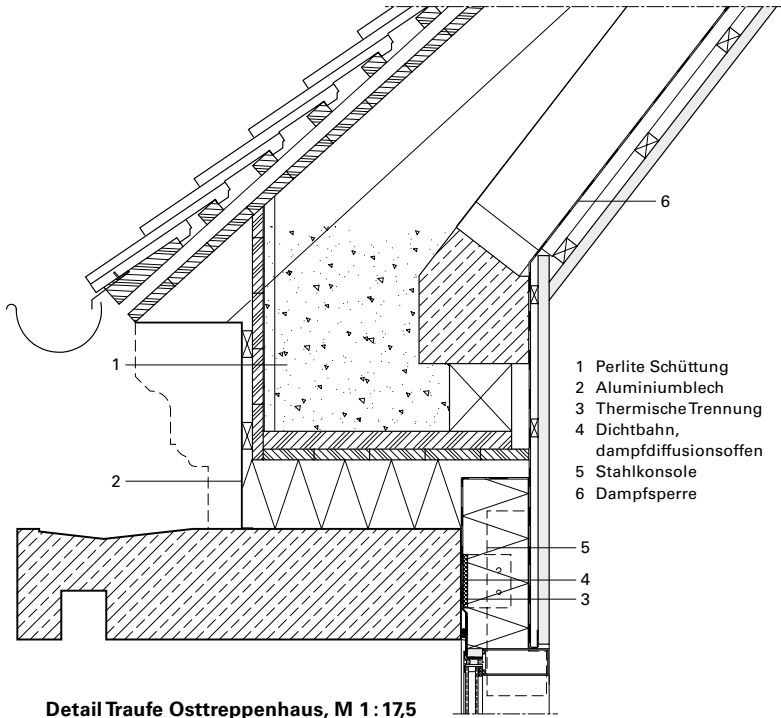 6
1
2
1 Perlite Schüttung
2 Aluminiumblech
3 Thermische Trennung
4 Dichtbahn,
dampfdiffusionsoffen
5 Stahlkonsole
6 Dampfsperre
5
4
3
Detail Traufe Osttreppenhaus, M 1:17,5